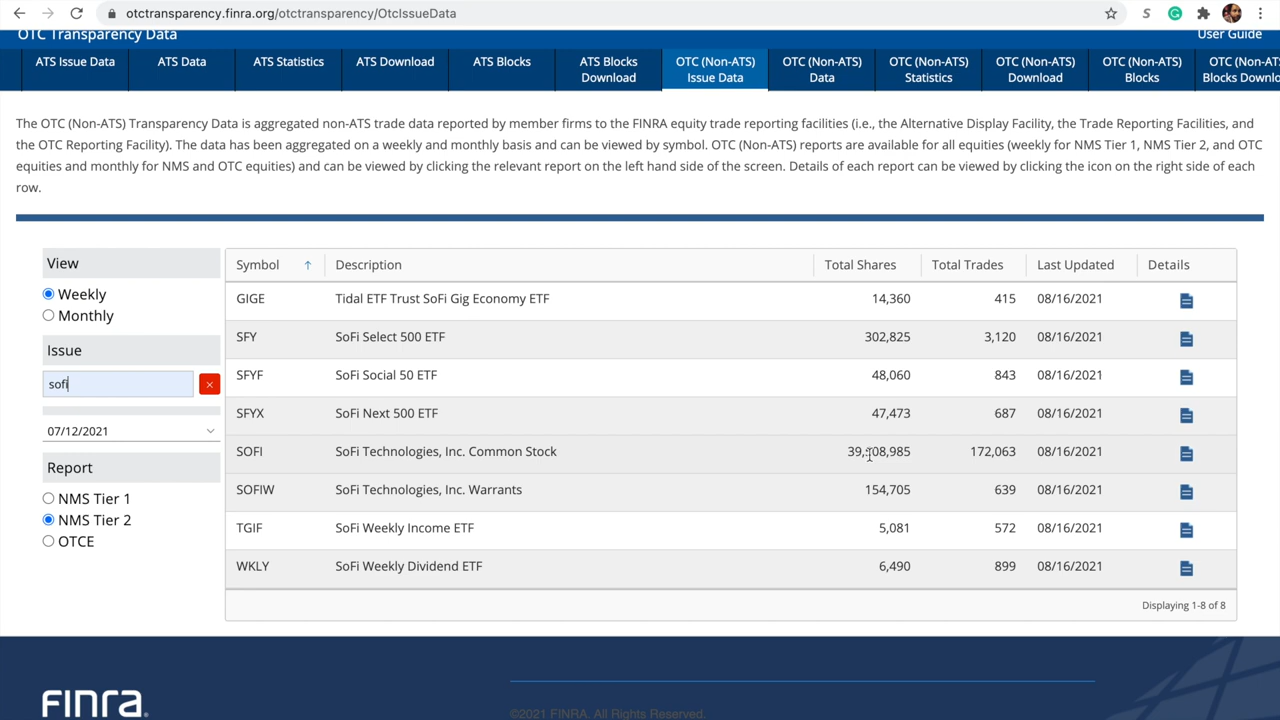 otctransparency.finra.org/otctransparency/OtcIssueData
OTC Transparency Data
User Guide
ATS Issue Data
ATS Data
ATS Statistics
ATS Download
ATS Blocks
ATS Blocks
Download
OTC (Non-ATS)
Issue Data
OTC (Non-ATS)
Data
OTC (Non-ATS)
Statistics
OTC (Non-ATS)
Download
OTC (Non-ATS)
Blocks
OTC (Non-AT
Blocks Downlo
The OTC (Non-ATS) Transparency Data is aggregated non-ATS trade data reported by member firms to the FINRA equity trade reporting facilities (i.e., the Alternative Display Facility, the Trade Reporting Facilities, and
the OTC Reporting Facility). The data has been aggregated on a weekly and monthly basis and can be viewed by symbol. OTC (Non-ATS) reports are available for all equities (weekly for NMS Tier 1, NMS Tier 2, and OTC
equities and monthly for NMS and OTC equities) and can be viewed by clicking the relevant report on the left hand side of the screen. Details of each report can be viewed by clicking the icon on the right side of each
row.
View
Weekly
Monthly
Issue
sofi
07/12/2021
Report
NMS Tier 1
NMS Tier 2
OTCE
Symbol Description Total Shares Total Trades Last Updated Details
GIGE Tidal ETF Trust SoFi Gig Economy ETF 14,360 415 08/16/2021
SFY SoFi Select 500 ETF 302,825 3,120 08/16/2021
SFYF SoFi Social 50 ETF 48,060 843 08/16/2021
SFYX SoFi Next 500 ETF 47,473 687 08/16/2021
SOFI SoFi Technologies, Inc. Common Stock 172,063 08/16/2021
SOFIW SoFi Technologies, Inc. Warrants 154,705 639 08/16/2021
TGIF SoFi Weekly Income ETF 5,081 572 08/16/2021
WKLY SoFi Weekly Dividend ETF 6,490 899 08/16/2021
Displaying 1-8 of 8
FINRA.
©2021 FINRA. All Rights Reserved.